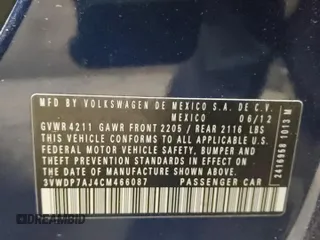 MFD. BY VOLKSWAGEN DE MEXICO S.A. DE C.V.
MEXICO 06/12
GVWR 4211 GAWR FRONT 2205 / REAR 2116 LBS
THIS VEHICLE CONFORMS TO ALL APPLICABLE U.S.
FEDERAL MOTOR VEHICLE SAFETY, BUMPER, AND
THEFT PREVENTION STANDARDS IN EFFECT ON THE
DATE OF MANUFACTURE SHOWN ABOVE.
3VWDP7AJ4CM466087 PASSENGER CAR
2416958 1013 M